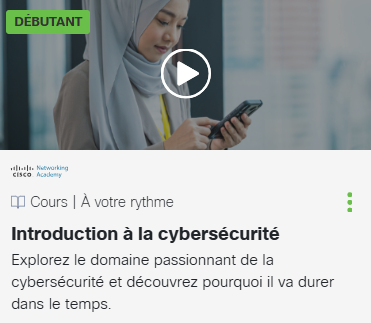 DÉBUTANT
Networking
CISCO Academy
Cours | À votre rythme
Introduction à la cybersécurité
Explorez le domaine passionnant de la
cybersécurité et découvrez pourquoi il va durer
dans le temps.